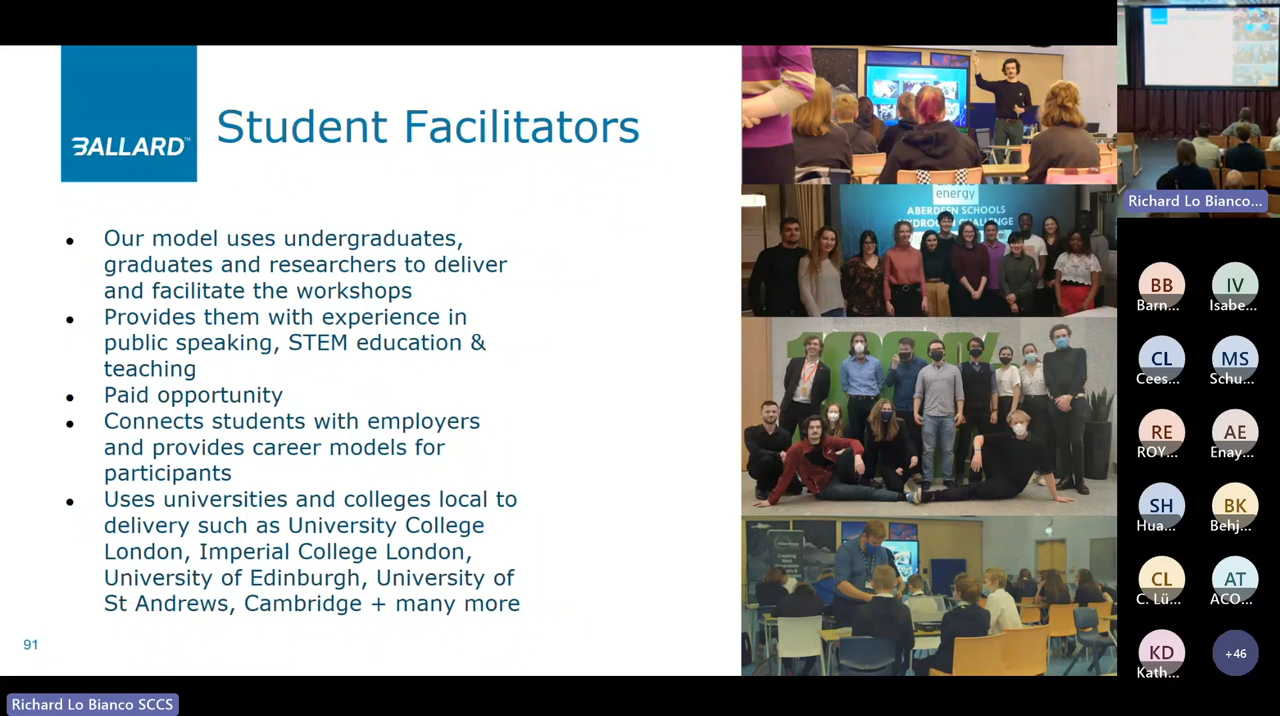 BALLARD™
Student Facilitators
Our model uses undergraduates,
graduates and researchers to deliver
and facilitate the workshops
Provides them with experience in
public speaking, STEM education &
teaching
Paid opportunity
Connects students with employers
and provides career models for
participants
Uses universities and colleges local to
delivery such as University College
London, Imperial College London,
University of Edinburgh, University of
St Andrews, Cambridge + many more
91
energy
ABERDEEN SCHOOLS
HYDROGEN CHALLENGE
100%
Richard Lo Bianco...
BB
Barn...
IV
Isabe...
CL
Cees...
MS
Schu...
RE
ROY...
AE
Enay...
SH
Hua...
BK
Behj...
CL
C. Lü...
AT
ACO...
KD
Kath...
+46
Richard Lo Bianco SCCS